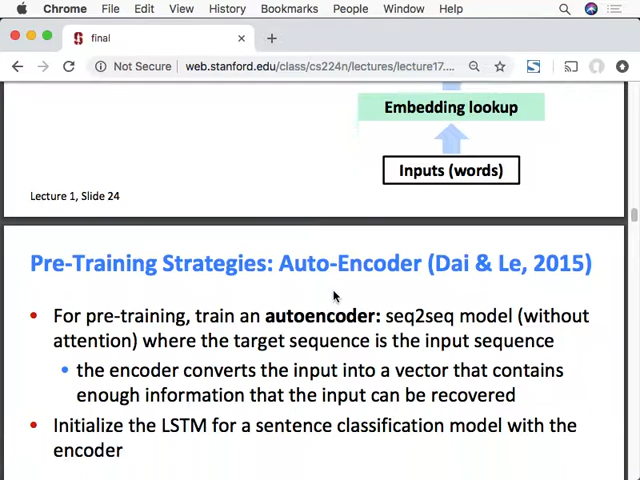 Chrome File Edit View History Bookmarks People Window Help
final
Not Secure web.stanford.edu/class/cs224n/lectures/lecture17....
Embedding lookup
Inputs (words)
Lecture 1, Slide 24
Pre-Training Strategies: Auto-Encoder (Dai & Le, 2015)
• For pre-training, train an autoencoder: seq2seq model (without
attention) where the target sequence is the input sequence
• the encoder converts the input into a vector that contains
enough information that the input can be recovered
• Initialize the LSTM for a sentence classification model with the
encoder